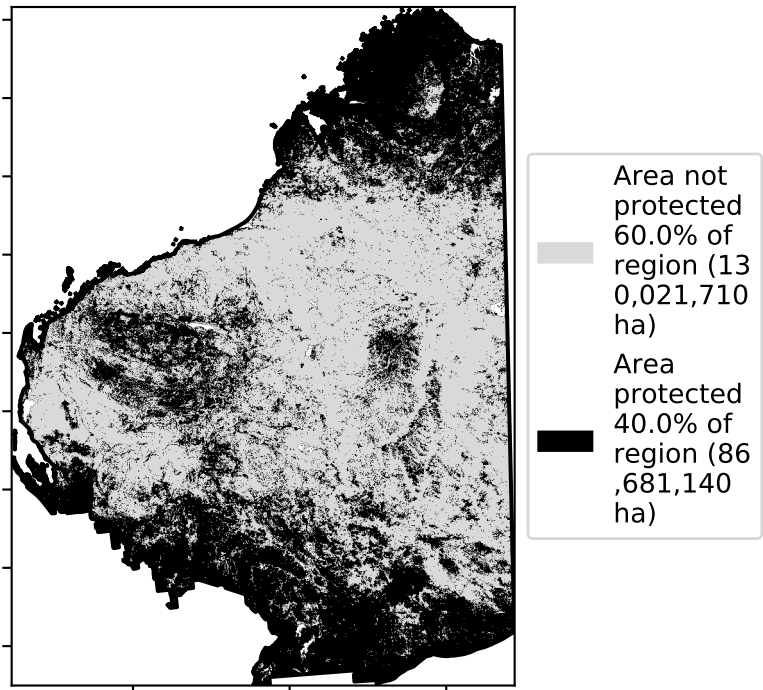 Area not
protected
60.0% of
region (13
0,021,710
ha)
Area
protected
40.0% of
region (86
,681,140
ha)